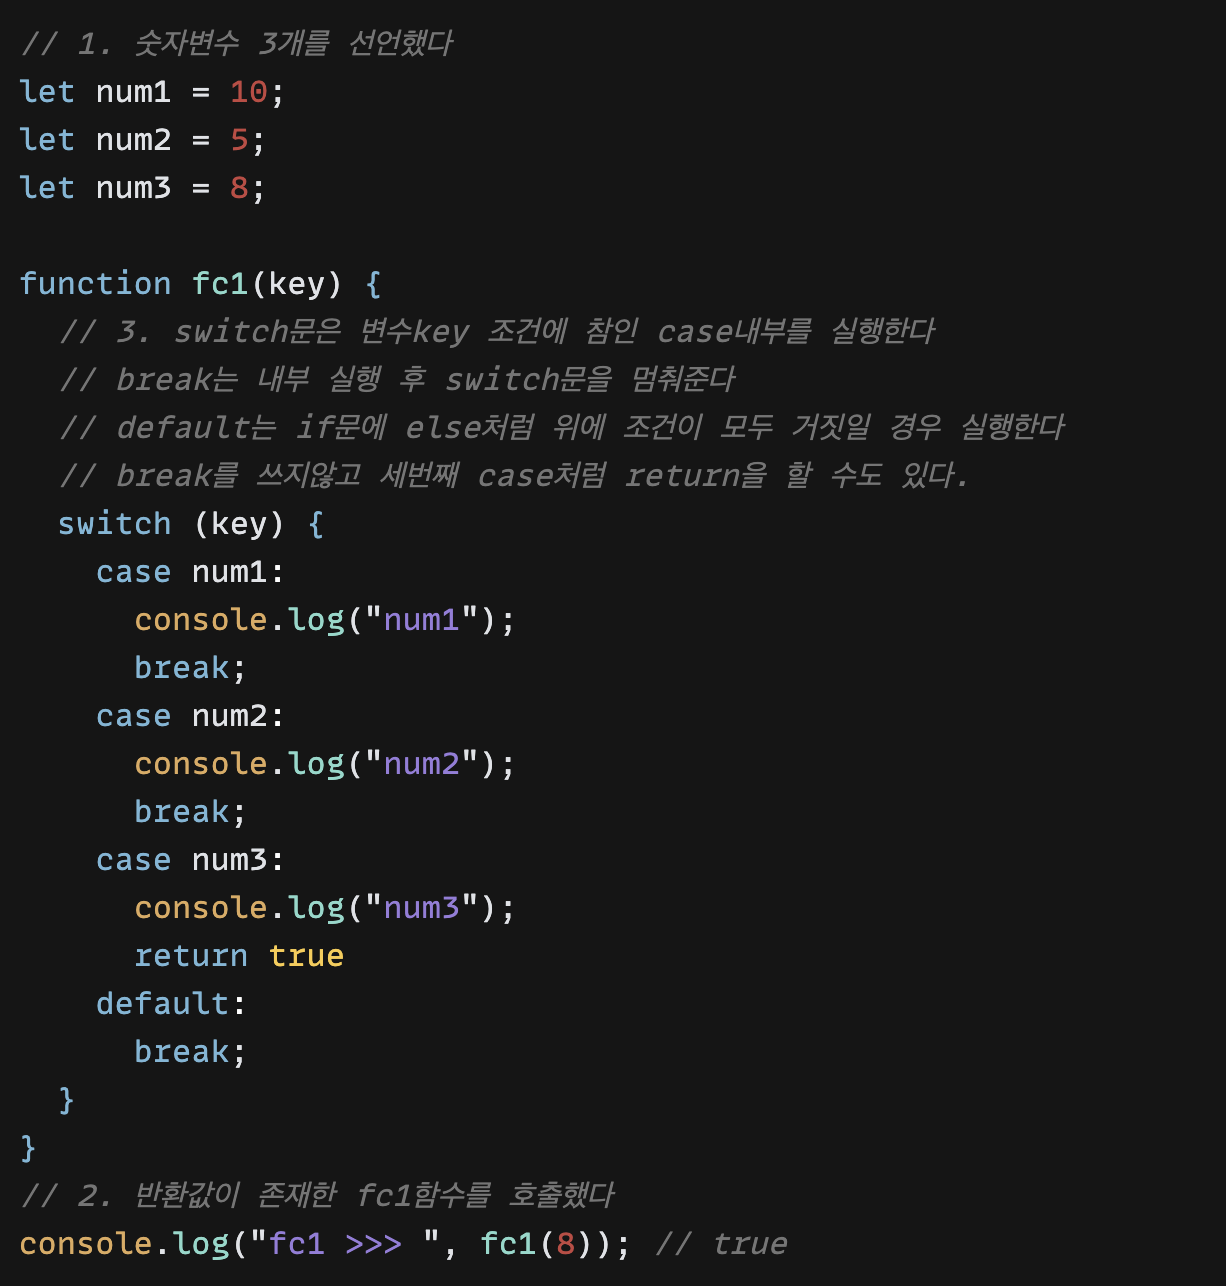 // 1. 숫자변수 3개를 선언했다
let num1 = 10;
let num2 = 5;
let num3 = 8;

function fc1(key) {
  // 3. switch문은 변수key 조건에 참인 case내부를 실행한다
  // break는 내부 실행 후 switch문을 멈춰준다
  // default는 if문에 else처럼 위에 조건이 모두 거짓일 경우 실행한다
  // break를 쓰지않고 세번째 case처럼 return을 할 수도 있다.
  switch (key) {
    case num1:
      console.log("num1");
      break;
    case num2:
      console.log("num2");
      break;
    case num3:
      console.log("num3");
      return true
    default:
      break;
  }
}
// 2. 반환값이 존재한 fc1함수를 호출했다
console.log("fc1 >>> ", fc1(8)); // true